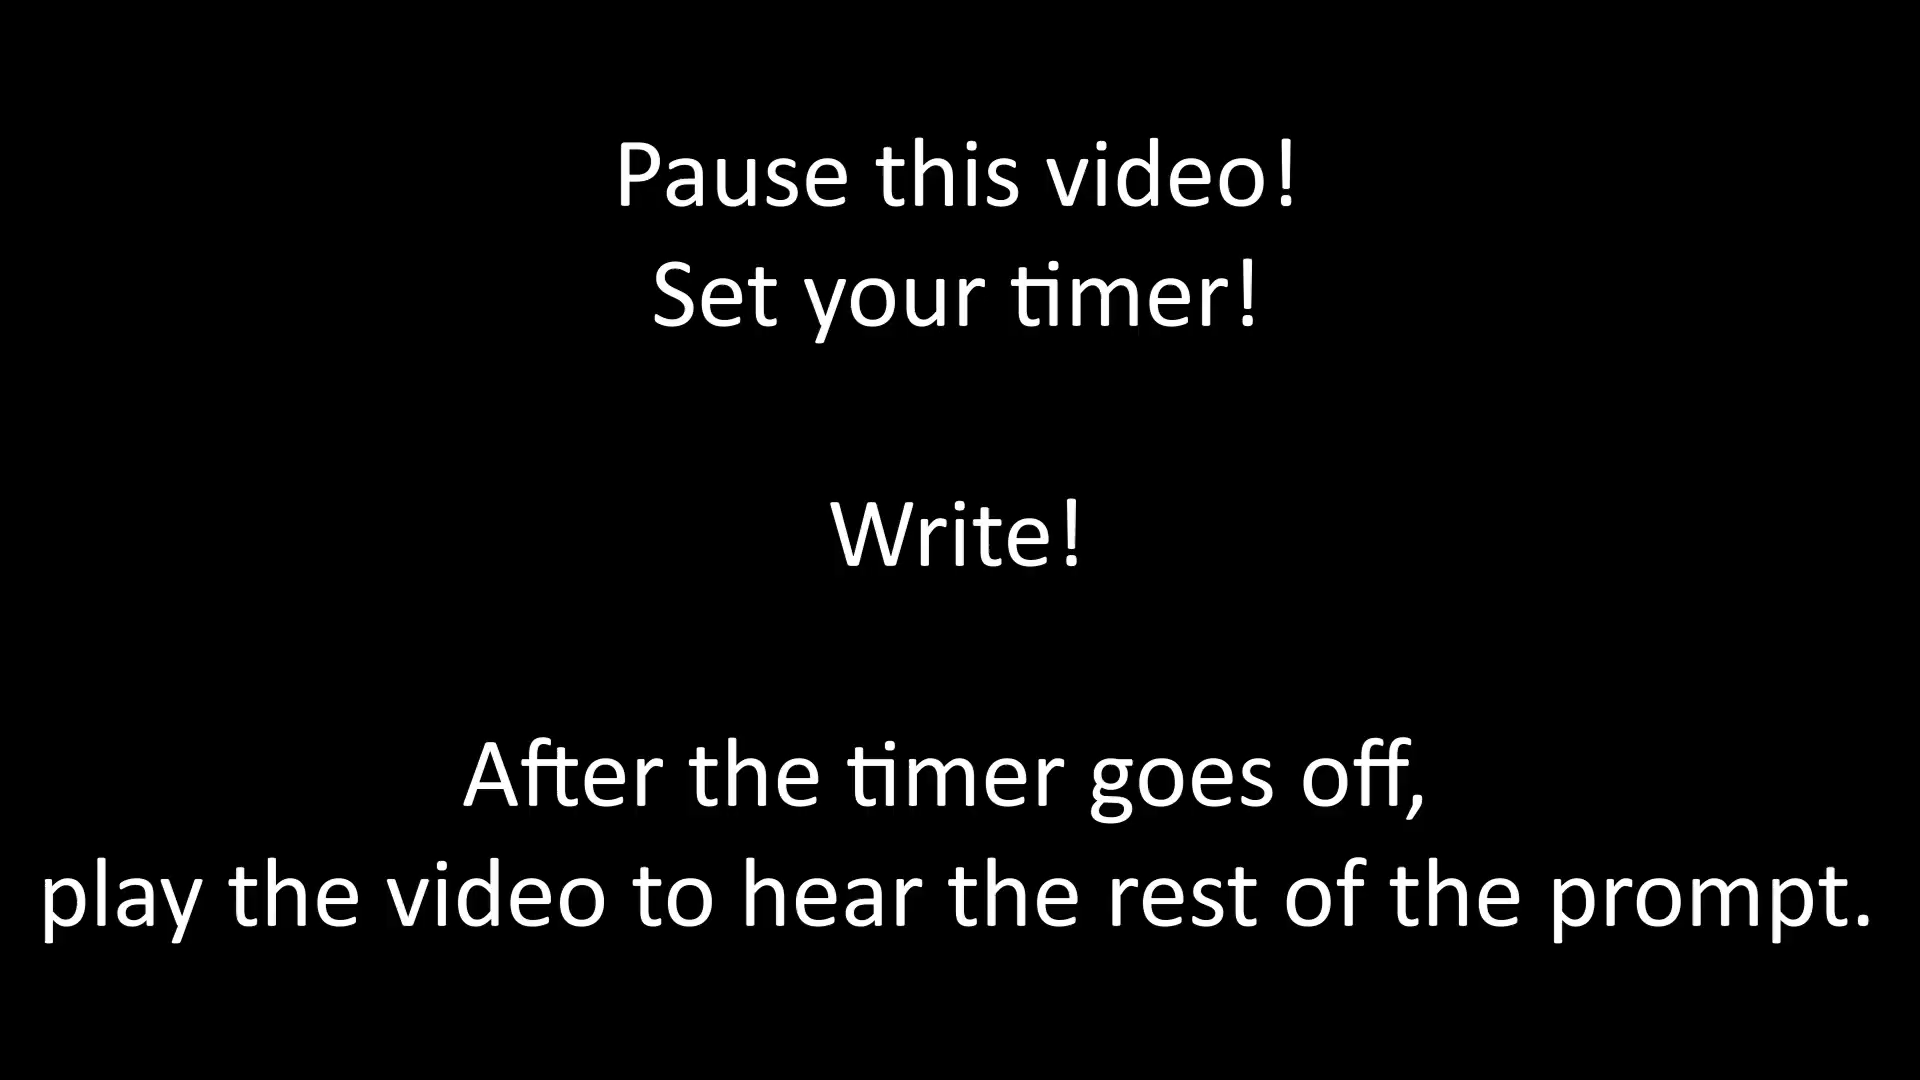 Pause this video!
Set your timer!
Write!
After the timer goes off,
play the video to hear the rest of the prompt.